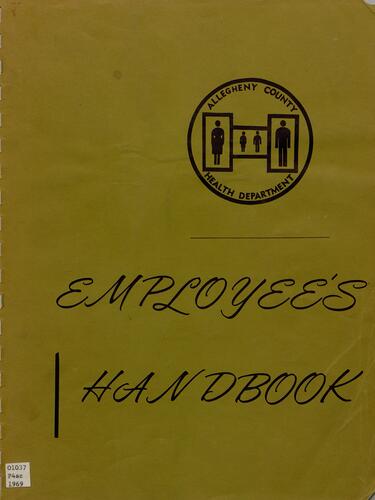 ALLEGHENY COUNTY
HEALTH DEPARTMENT
EMPLOYEE'S
HANDBOOK
01037
P4ac
1969